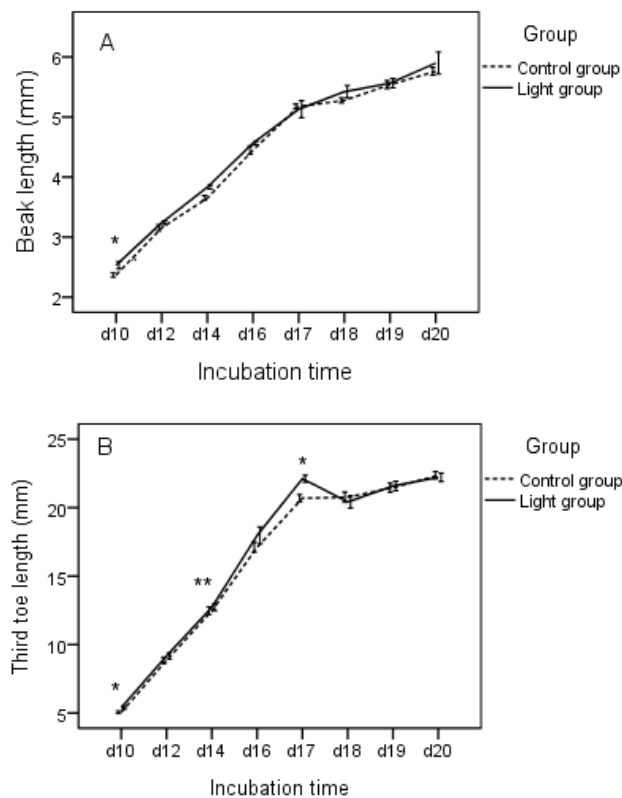 A
Group
Control group
Light group
Beak length (mm)
6
5
4
3
2
*
d10 d12 d14 d16 d17 d18 d19 d20
Incubation time
B
Group
Control group
Light group
Third toe length (mm)
25
20
15
10
5
*
**
*
d10 d12 d14 d16 d17 d18 d19 d20
Incubation time